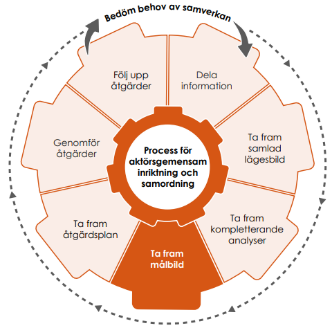 Bedöm behov av samverkan
Följ upp
åtgärder
Dela
information
Genomför
åtgärder
Process för
aktörsgemensam
inriktning och
samordning
Ta fram
samlad
lägesbild
Ta fram
åtgärdsplan
Ta fram
kompletterande
analyser
Ta fram
målbild